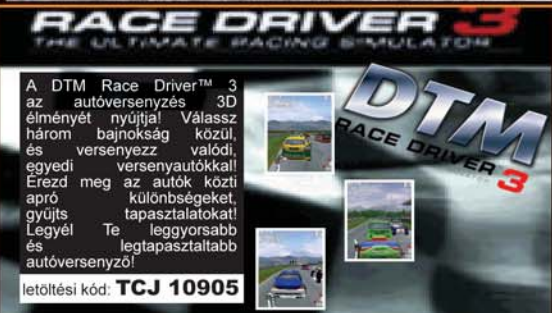 RACE DRIVER 3
THE ULTIMATE RACING SIMULATOR
A DTM Race Driver™ 3
az autóversenyzés 3D
élményét nyújtja! Válassz
három bajnokság közül,
és versenyezz valódi,
egyedi versenyautókkal!
Érezd meg az autók közti
apró különbségeket,
gyűjts tapasztalatokat!
Legyél Te leggyorsabb
és legtapasztaltabb
autóversenyző!
letöltési kód: TCJ 10905
DTM
RACE DRIVER 3